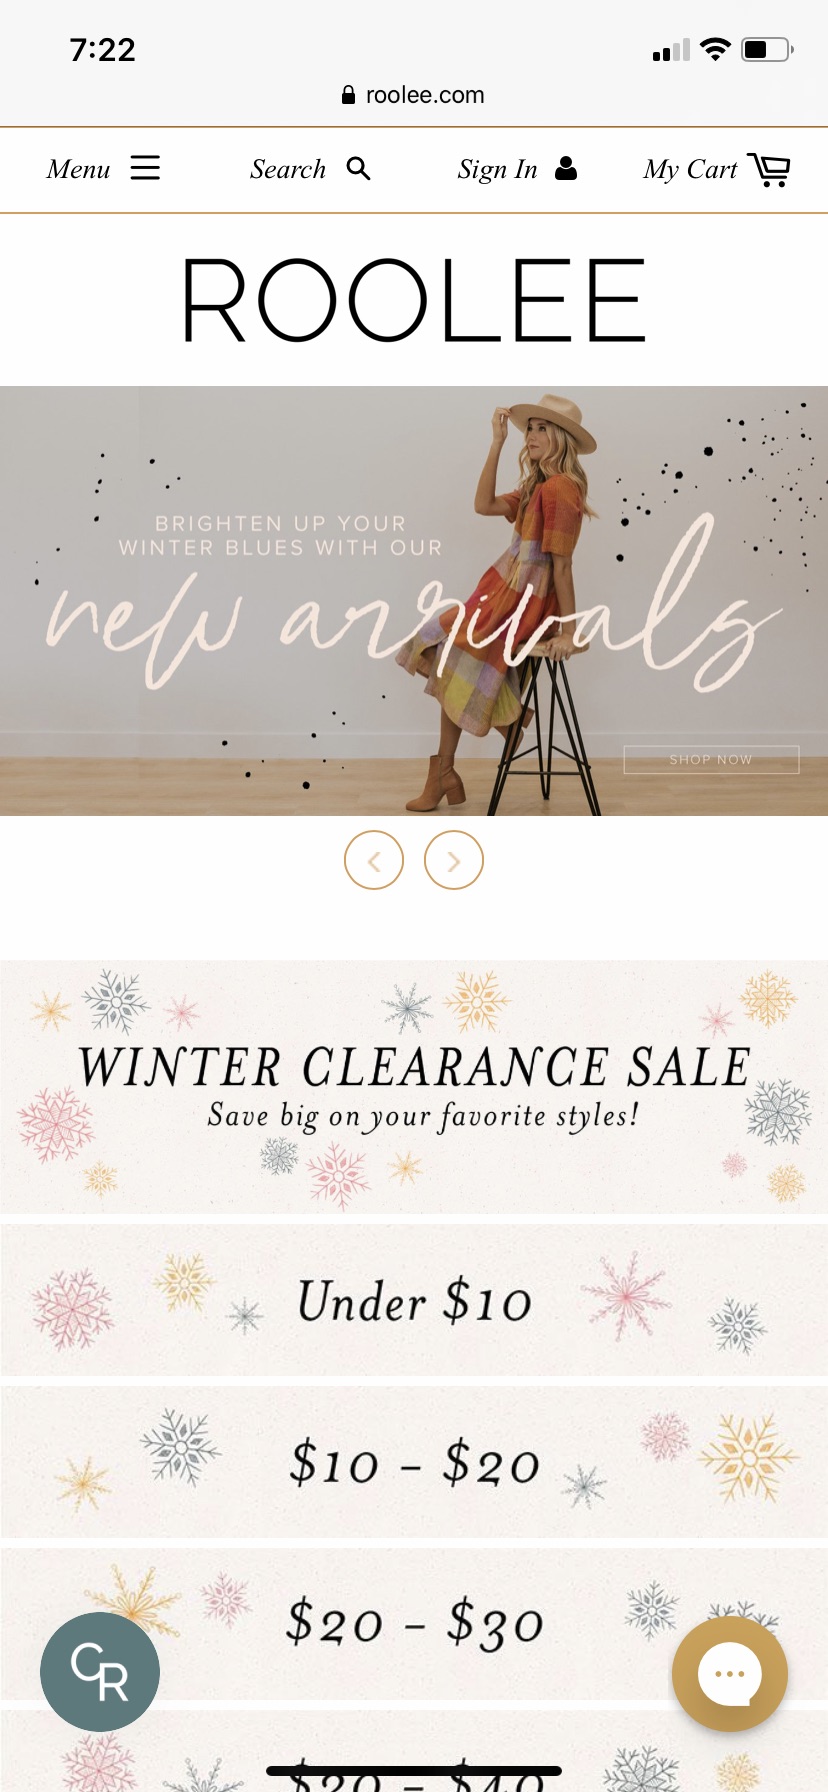 7:22
roolee.com
Menu Search Sign In My Cart
ROOLEE
BRIGHTEN UP YOUR
WINTER BLUES WITH OUR
new arrivals
SHOP NOW
WINTER CLEARANCE SALE
Save big on your favorite styles!
Under $10
$10 - $20
$20 - $30
CR